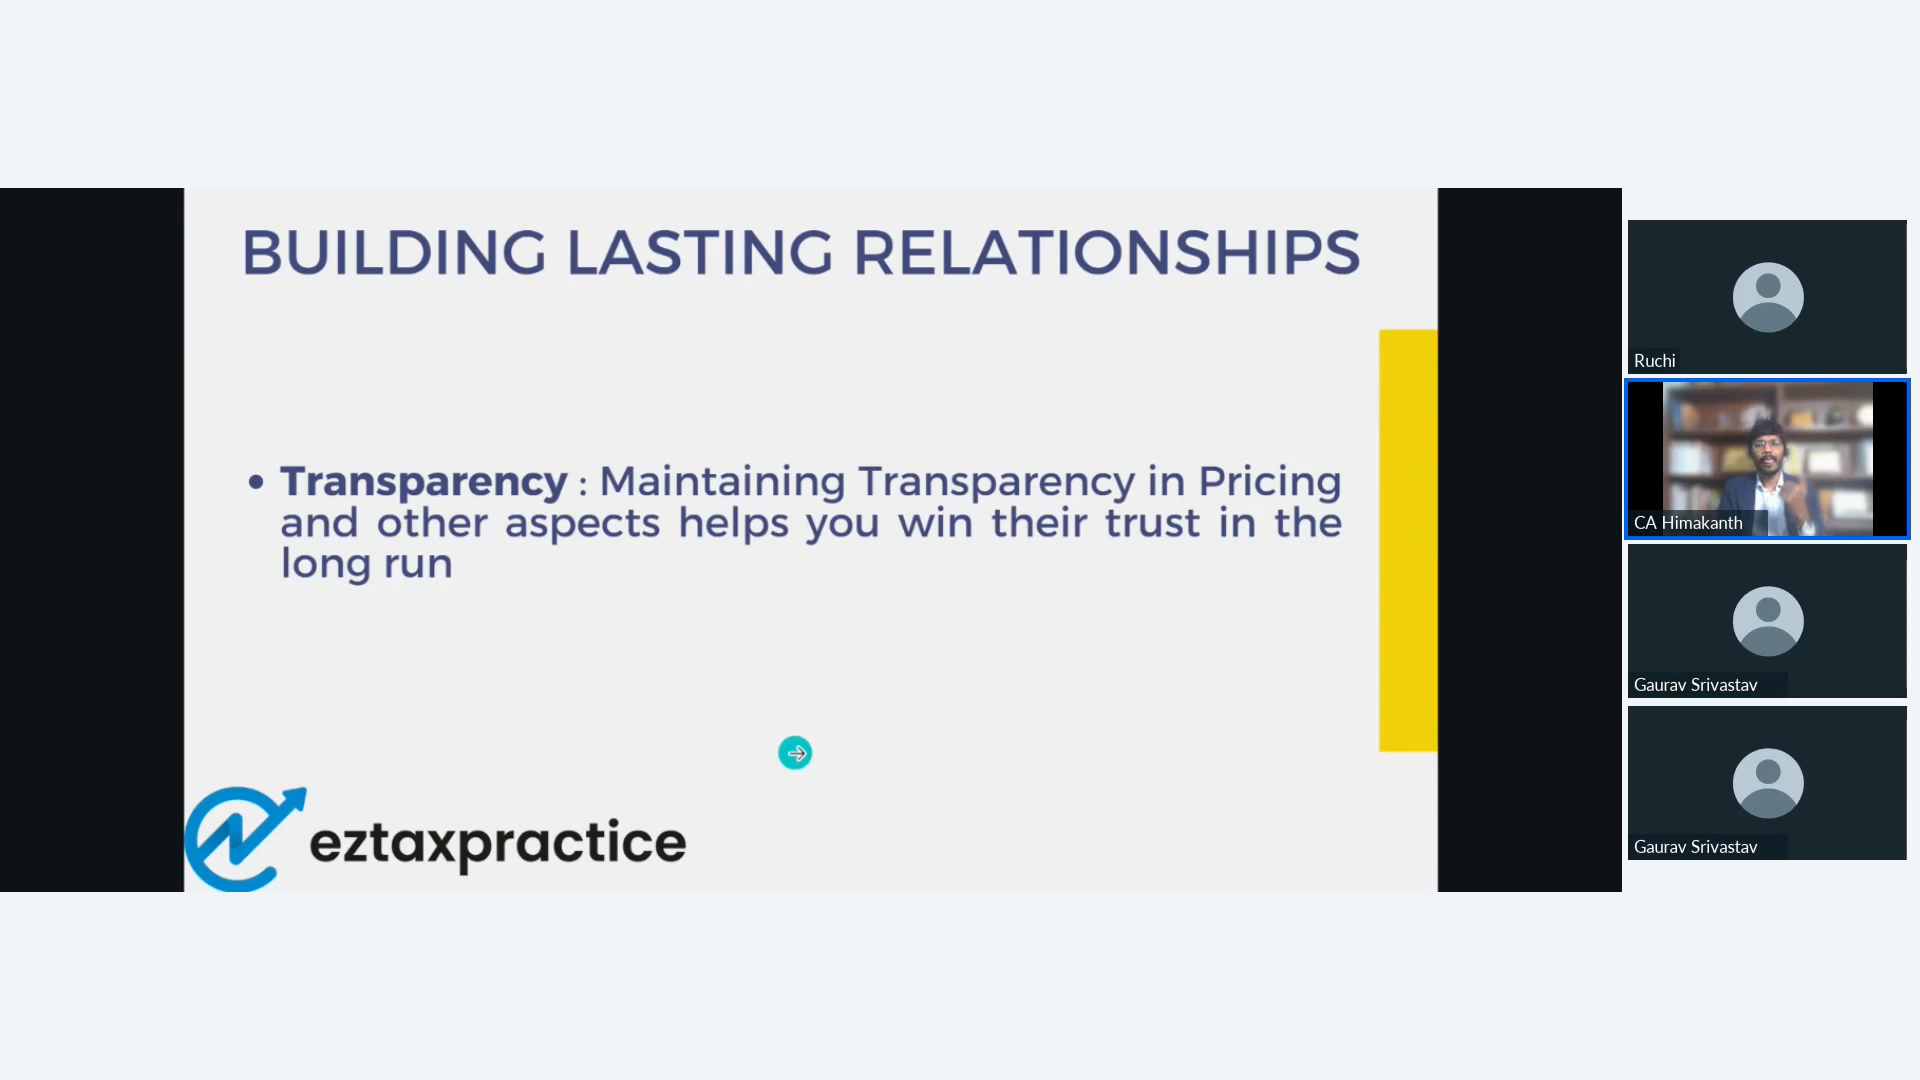 BUILDING LASTING RELATIONSHIPS
• Transparency : Maintaining Transparency in Pricing
and other aspects helps you win their trust in the
long run
eztaxpractice
Ruchi
CA Himakanth
Gaurav Srivastav
Gaurav Srivastav